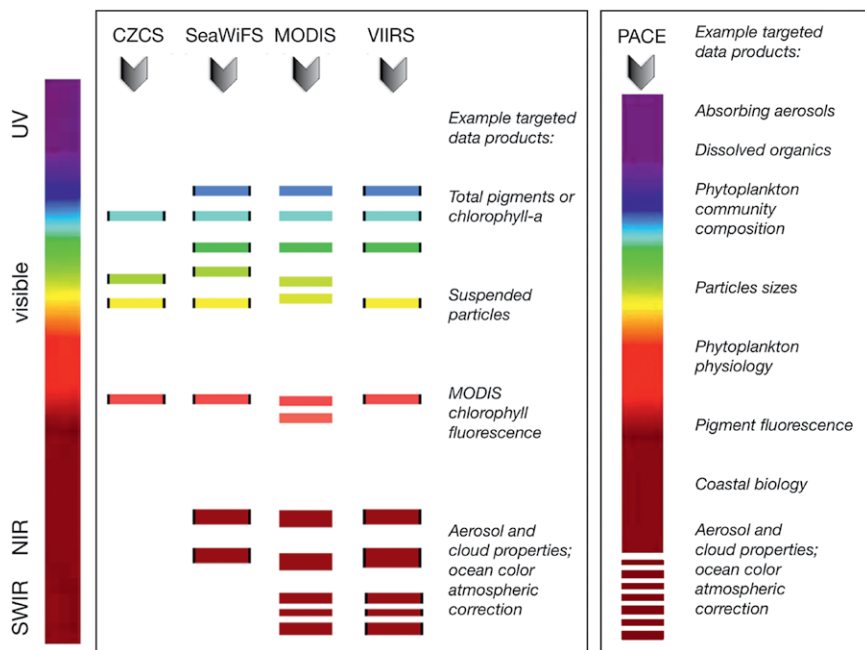 CZCS
SeaWiFS
MODIS
VIIRS
Example targeted
data products:
Total pigments or
chlorophyll-a
Suspended
particles
MODIS
chlorophyll
fluorescence
Aerosol and
cloud properties;
ocean color
atmospheric
correction
UV
visible
NIR
SWIR
PACE
Example targeted
data products:
Absorbing aerosols
Dissolved organics
Phytoplankton
community
composition
Particles sizes
Phytoplankton
physiology
Pigment fluorescence
Coastal biology
Aerosol and
cloud properties;
ocean color
atmospheric
correction